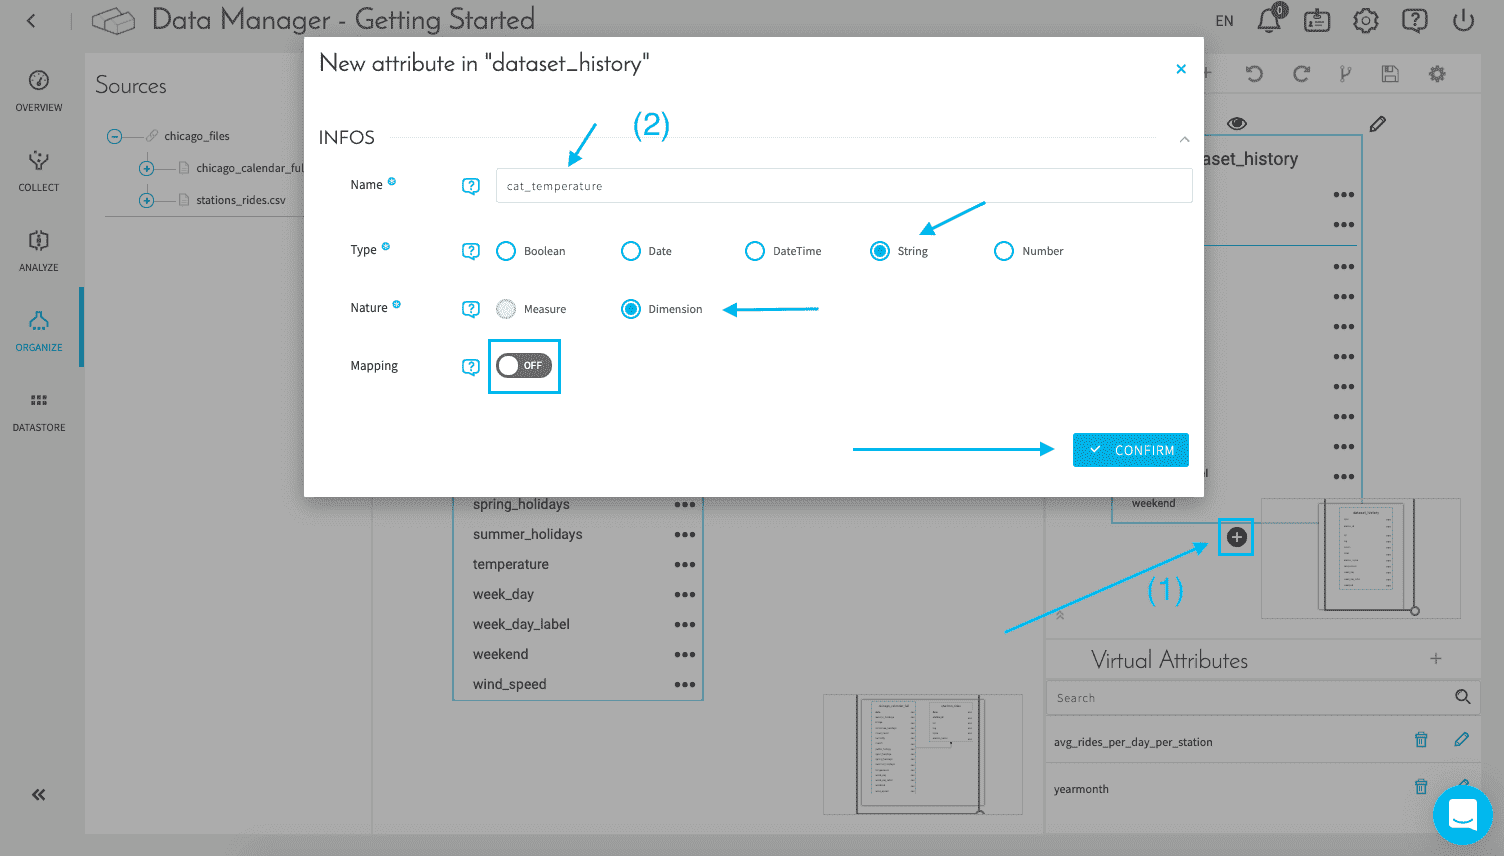 Data Manager - Getting Started
EN
0
OVERVIEW
COLLECT
ANALYZE
ORGANIZE
DATASTORE
Sources
chicago_files
chicago_calendar_ful
stations_rides.csv
New attribute in "dataset_history"
INFOS
(2)
Name
cat_temperature
Type
Boolean
Date
DateTime
String
Number
Nature
Measure
Dimension
Mapping
OFF
CONFIRM
spring_holidays
summer_holidays
temperature
week_day
week_day_label
weekend
wind_speed
aset_history
weekend
(1)
Virtual Attributes
Search
avg_rides_per_day_per_station
yearmonth